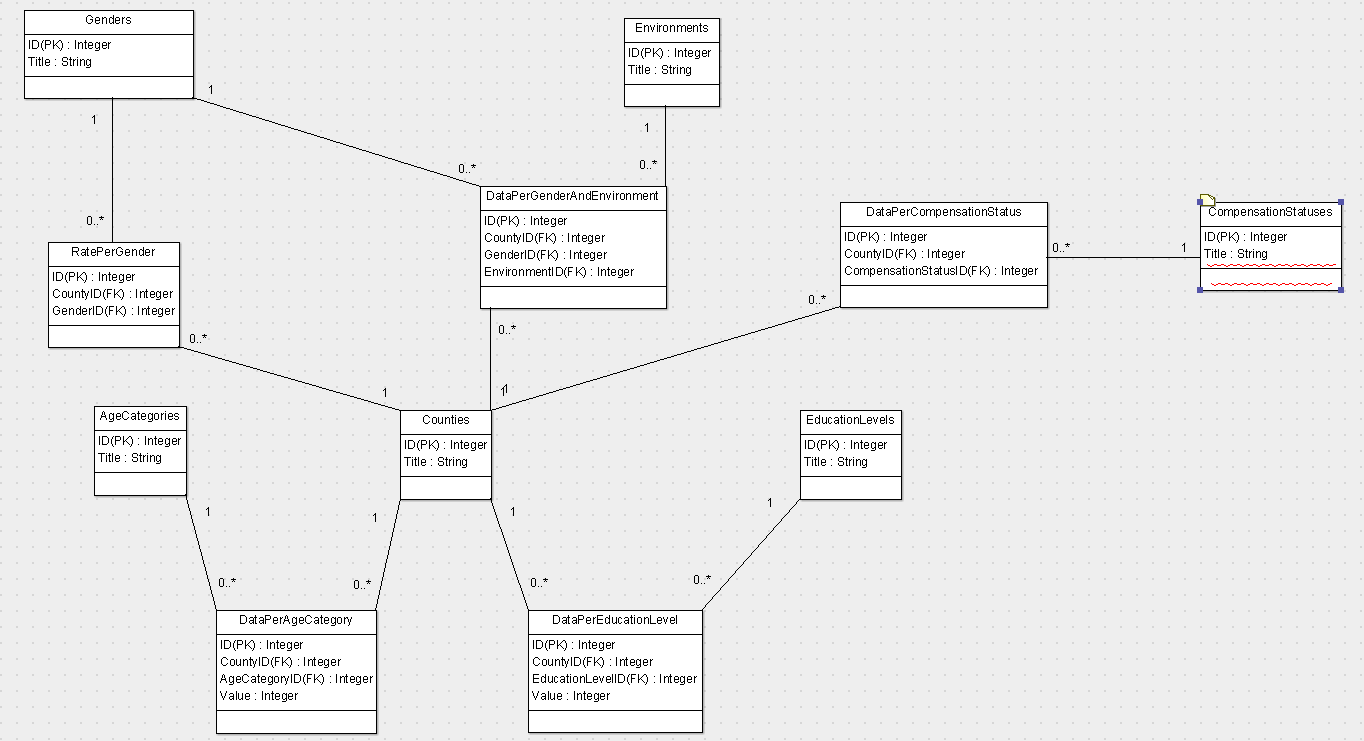 Genders
ID(PK) : Integer
Title : String
1
1
0..*
0..*
Environments
ID(PK) : Integer
Title : String
1
0..*
DataPerGenderAndEnvironment
ID(PK) : Integer
CountyID(FK) : Integer
GenderID(FK) : Integer
EnvironmentID(FK) : Integer
0..*
1
DataPerCompensationStatus
ID(PK) : Integer
CountyID(FK) : Integer
CompensationStatusID(FK) : Integer
0..*
1
0..*
1
CompensationStatuses
ID(PK) : Integer
Title : String
RatePerGender
ID(PK) : Integer
CountyID(FK) : Integer
GenderID(FK) : Integer
0..*
1
AgeCategories
ID(PK) : Integer
Title : String
1
0..*
Counties
ID(PK) : Integer
Title : String
1
0..*
1
0..*
EducationLevels
ID(PK) : Integer
Title : String
1
0..*
DataPerAgeCategory
ID(PK) : Integer
CountyID(FK) : Integer
AgeCategoryID(FK) : Integer
Value : Integer
DataPerEducationLevel
ID(PK) : Integer
CountyID(FK) : Integer
EducationLevelID(FK) : Integer
Value : Integer